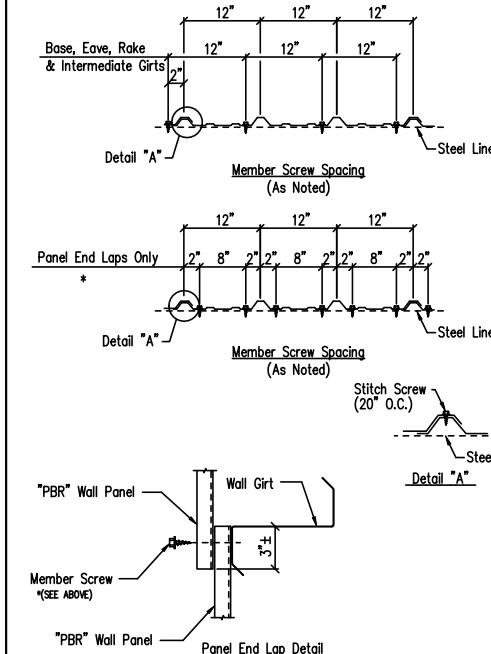 12" 12" 12"
Base, Eave, Rake
& Intermediate Girts
12" 12" 12"
2"
Detail "A"
Steel Line
Member Screw Spacing
(As Noted)
12" 12" 12"
Panel End Laps Only
*
2" 8" 2" 2" 8" 2" 2" 8" 2" 2"
Detail "A"
Steel Line
Member Screw Spacing
(As Noted)
Stitch Screw
(20" O.C.)
Stee
Detail "A"
"PBR" Wall Panel
Wall Girt
3"±
Member Screw
*(SEE ABOVE)
"PBR" Wall Panel
Panel End Lap Detail